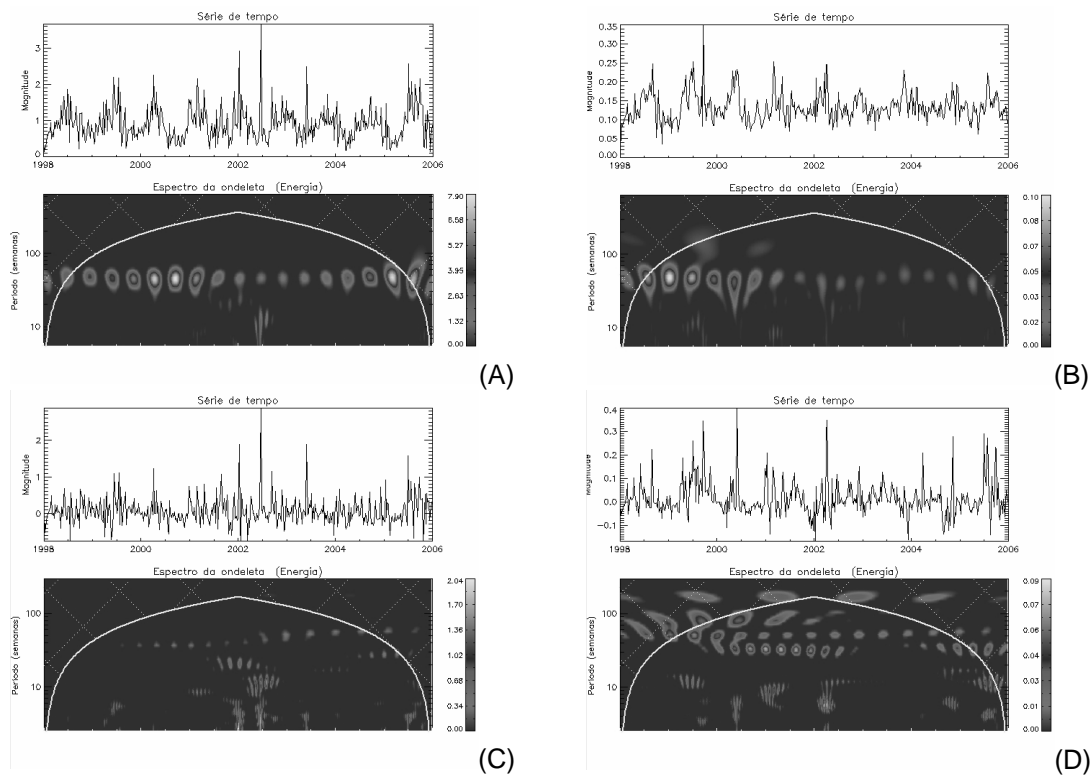 Série de tempo
Magnitude
3
2
1
0
1998 2000 2002 2004 2006
Espectro da ondeleta (Energia)
Período (semanas)
100
10
7.90
6.58
5.27
3.95
2.63
1.32
0.00
(A)
Série de tempo
Magnitude
0.35
0.30
0.25
0.20
0.15
0.10
0.05
0.00
1998 2000 2002 2004 2006
Espectro da ondeleta (Energia)
Período (semanas)
100
10
0.10
0.08
0.07
0.05
0.03
0.02
0.00
(B)
Série de tempo
Magnitude
2
1
0
1998 2000 2002 2004 2006
Espectro da ondeleta (Energia)
Período (semanas)
100
10
2.04
1.70
1.36
1.02
0.68
0.34
0.00
(C)
Série de tempo
Magnitude
0.4
0.3
0.2
0.1
0.0
−0.1
1998 2000 2002 2004 2006
Espectro da ondeleta (Energia)
Período (semanas)
100
10
0.09
0.07
0.06
0.04
0.03
0.01
0.00
(D)